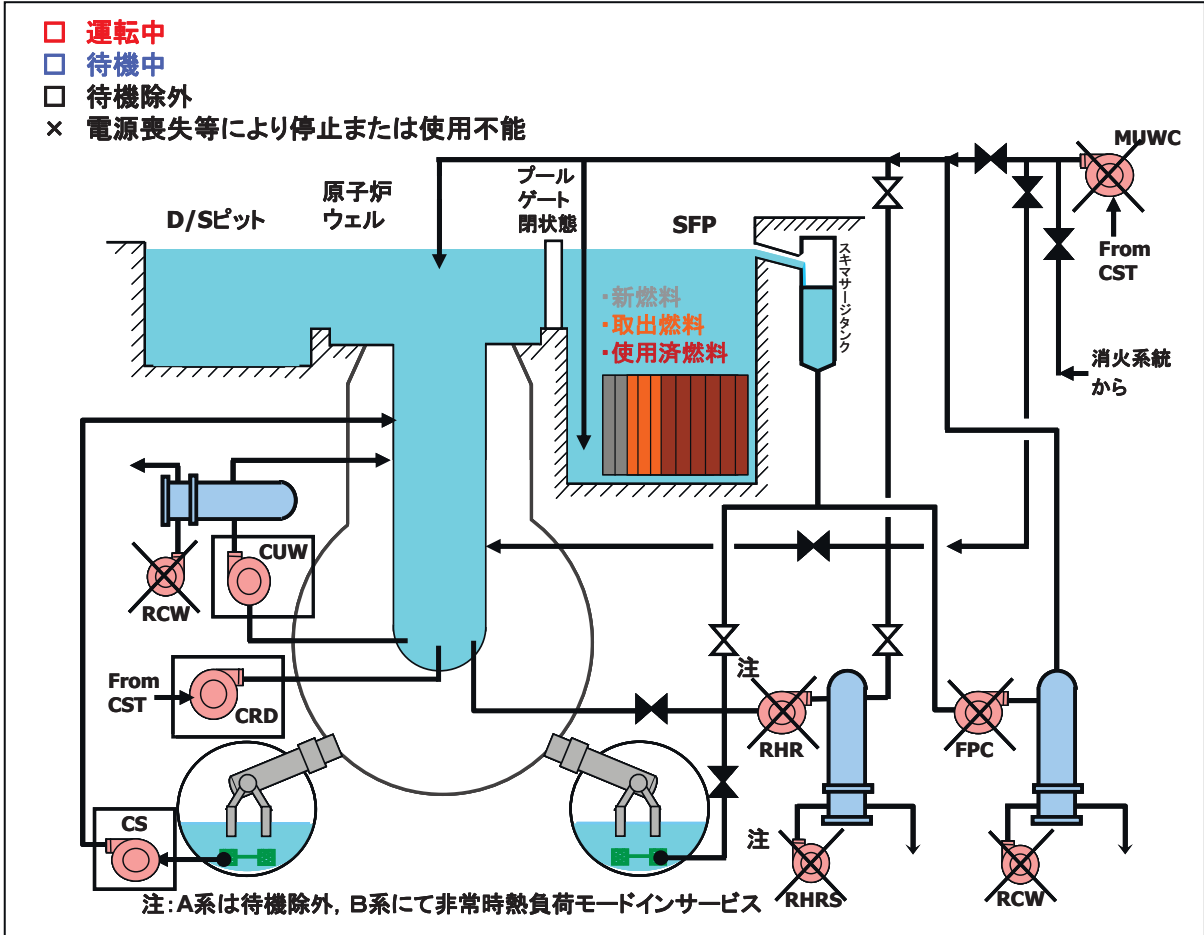 □ 運転中
□ 待機中
□ 待機除外
× 電源喪失等により停止または使用不能
MUWC
From
CST
消火系統
から
D/Sピット
原子炉
ウェル
プール
ゲート
閉状態
SFP
スキマサージタンク
・新燃料
・取出燃料
・使用済燃料
CUW
RCW
From
CST
CRD
CS
注
RHR
FPC
注
RHRS
RCW
注:A系は待機除外,B系にて非常時熱負荷モードインサービス